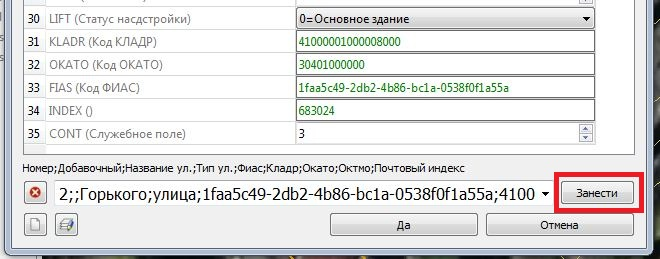 30 LIFT (Статус насдстройки) 0=Основное здание
31 KLADR (Код КЛАДР) 41000001000008000
32 OKATO (Код ОКАТО) 30401000000
33 FIAS (Код ФИАС) 1faa5c49-2db2-4b86-bc1a-0538f0f1a55a
34 INDEX () 683024
35 CONT (Служебное поле) 3
Номер;Добавочный;Название ул.;Тип ул.;Фиас;Кладр;Окато;Октмо;Почтовый индекс
2;;Горького;улица;1faa5c49-2db2-4b86-bc1a-0538f0f1a55a;4100 Занести
Да Отмена